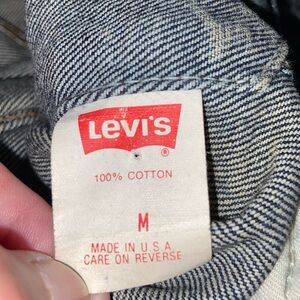 Levi's
®
100% COTTON
M
MADE IN U.S.A.
CARE ON REVERSE